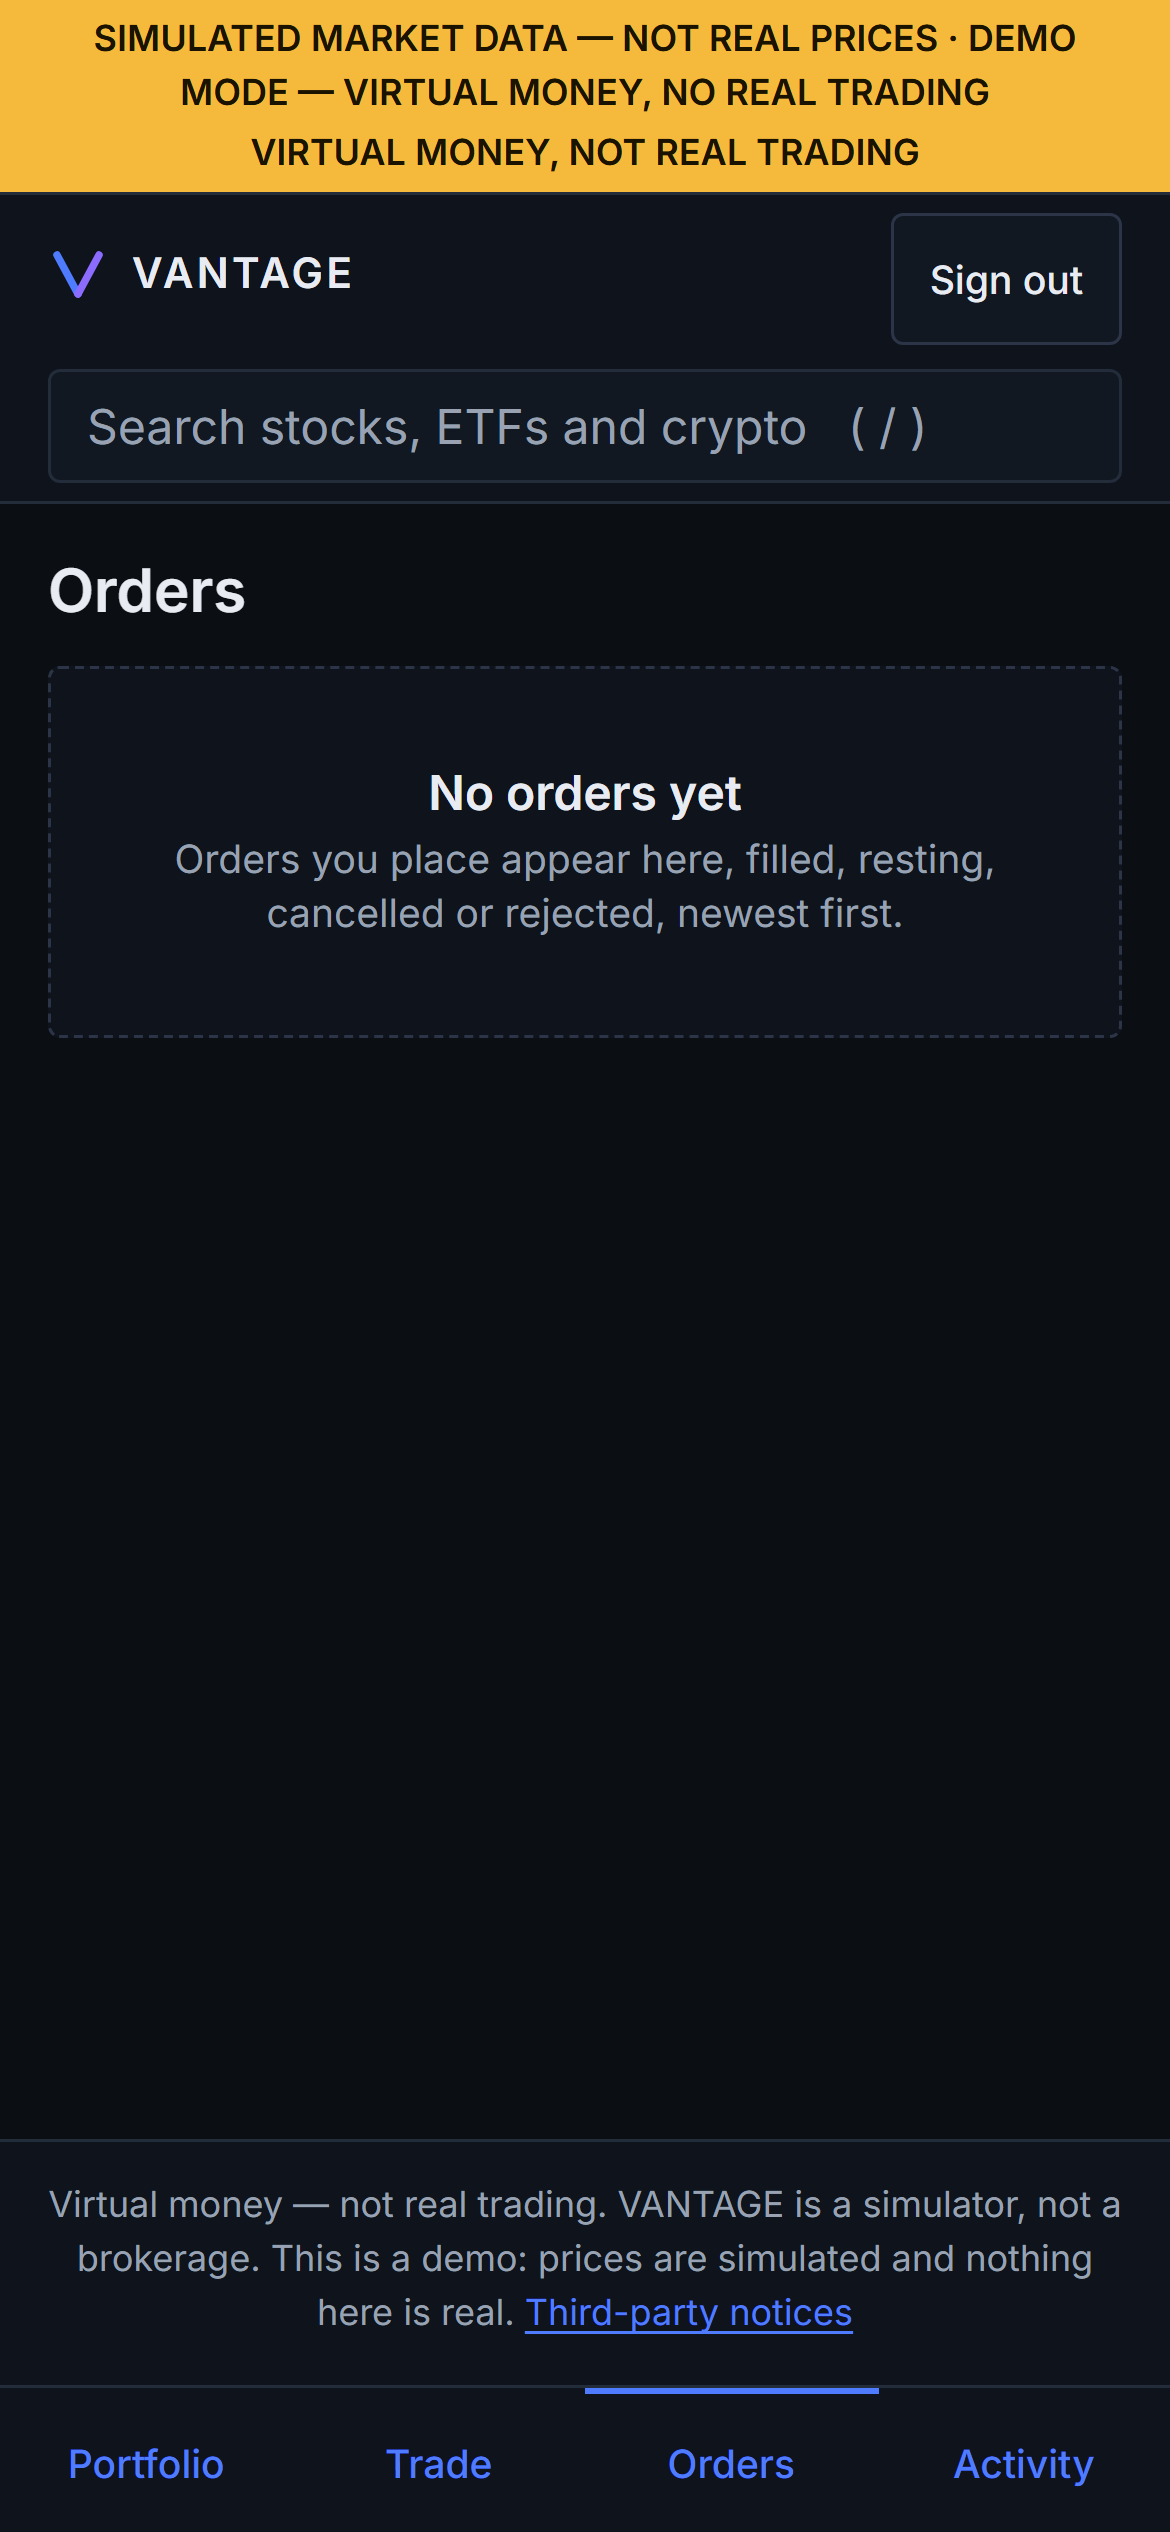 SIMULATED MARKET DATA — NOT REAL PRICES · DEMO
MODE — VIRTUAL MONEY, NO REAL TRADING
VIRTUAL MONEY, NOT REAL TRADING
VANTAGE
Sign out
Search stocks, ETFs and crypto ( / )
Orders
No orders yet
Orders you place appear here, filled, resting,
cancelled or rejected, newest first.
Virtual money — not real trading. VANTAGE is a simulator, not a
brokerage. This is a demo: prices are simulated and nothing
here is real. Third-party notices
Portfolio Trade Orders Activity